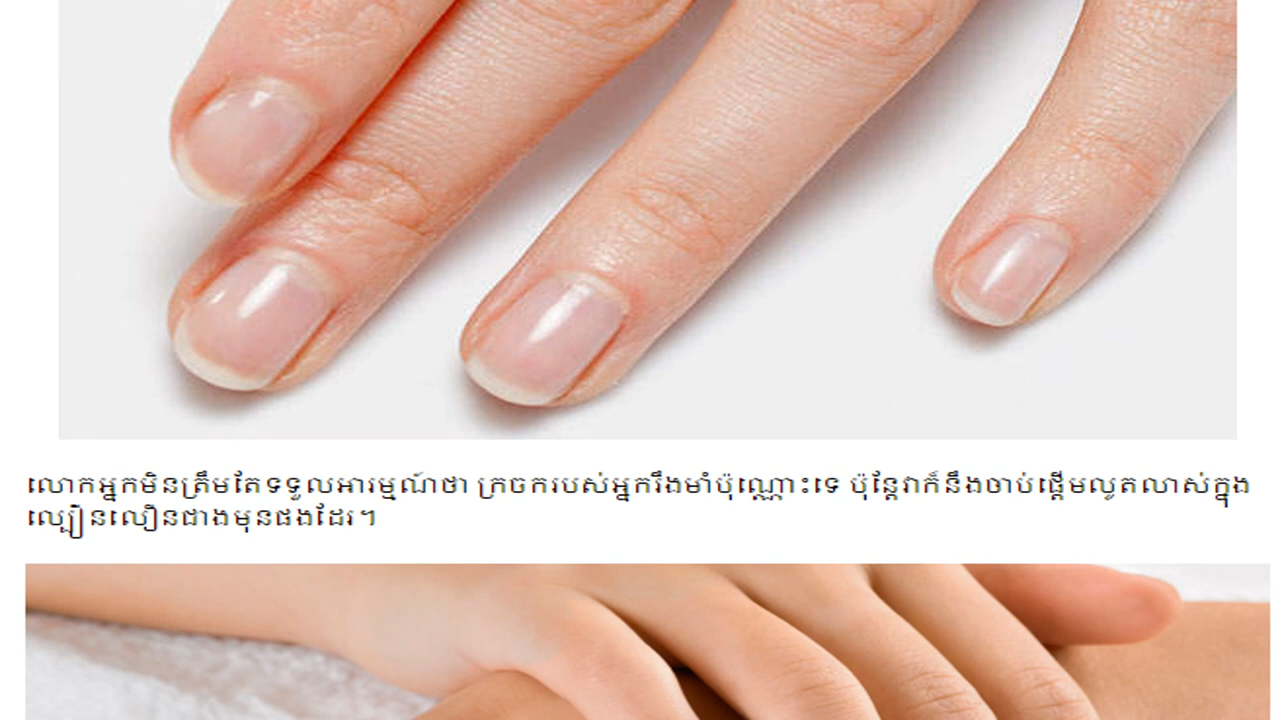 លោកអ្នកមិនត្រឹមតែទទួលអារម្មណ៍ថា ក្រចករបស់អ្នករឹងមាំប៉ុណ្ណោះទេ ប៉ុន្តែវាក៏នឹងចាប់ផ្តើមលូតលាស់ក្នុង
ល្បឿនលឿនជាងមុនផងដែរ។